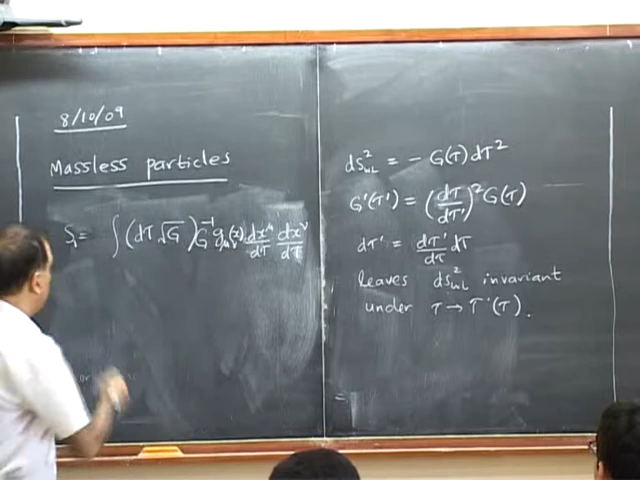 8/10/09
Massless particles
S₁ = ∫ (dτ √G) G⁻¹ g_μν(x) dx^μ/dτ dx^ν/dτ
ds²_WL = − G(τ) dτ²
G'(τ') = (dτ/dτ')² G(τ)
dτ' = dτ'/dτ dτ
leaves ds²_WL invariant
under τ → τ'(τ).
=